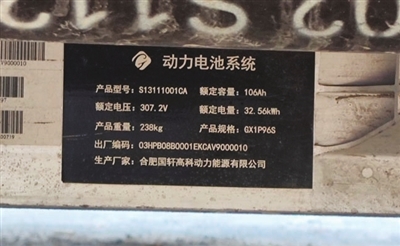 动力电池系统
产品型号: S13111001CA 额定容量: 106Ah
额定电压: 307.2V 额定电量: 32.56kWh
产品重量: 238kg 产品规格: GX1P96S
出厂编码: 03HPB08B0001EKCAV9000010
生产厂家: 合肥国轩高科动力能源有限公司